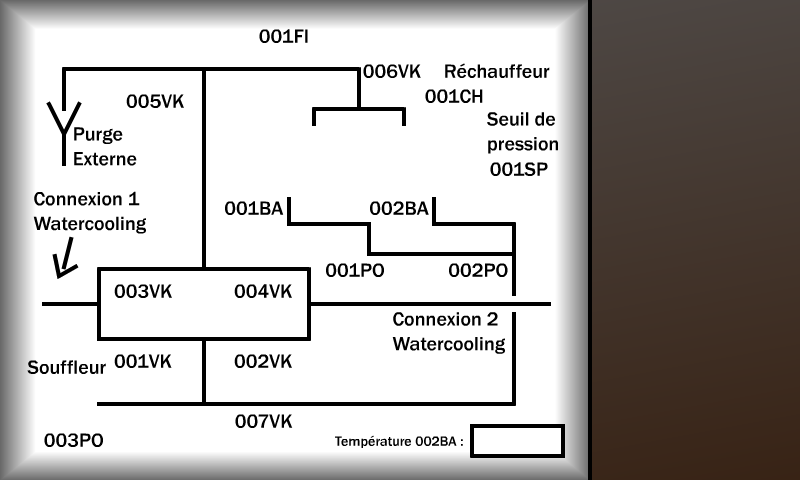 001FI
006VK
Réchauffeur
001CH
005VK
Seuil de
pression
001SP
Purge
Externe
Connexion 1
Watercooling
001BA
002BA
001PO
002PO
003VK
004VK
Connexion 2
Watercooling
Souffleur
001VK
002VK
007VK
003PO
Température 002BA :